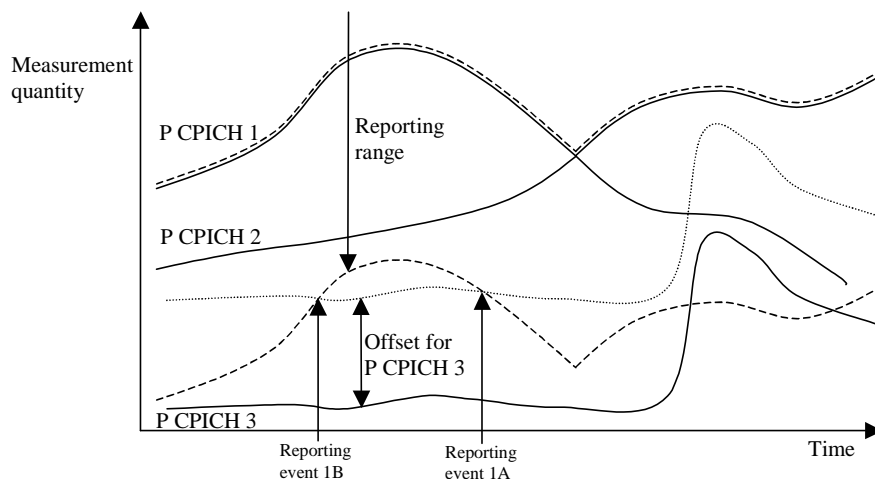 Measurement
quantity
P CPICH 1
Reporting
range
P CPICH 2
Offset for
P CPICH 3
P CPICH 3
Reporting
event 1B
Reporting
event 1A
Time